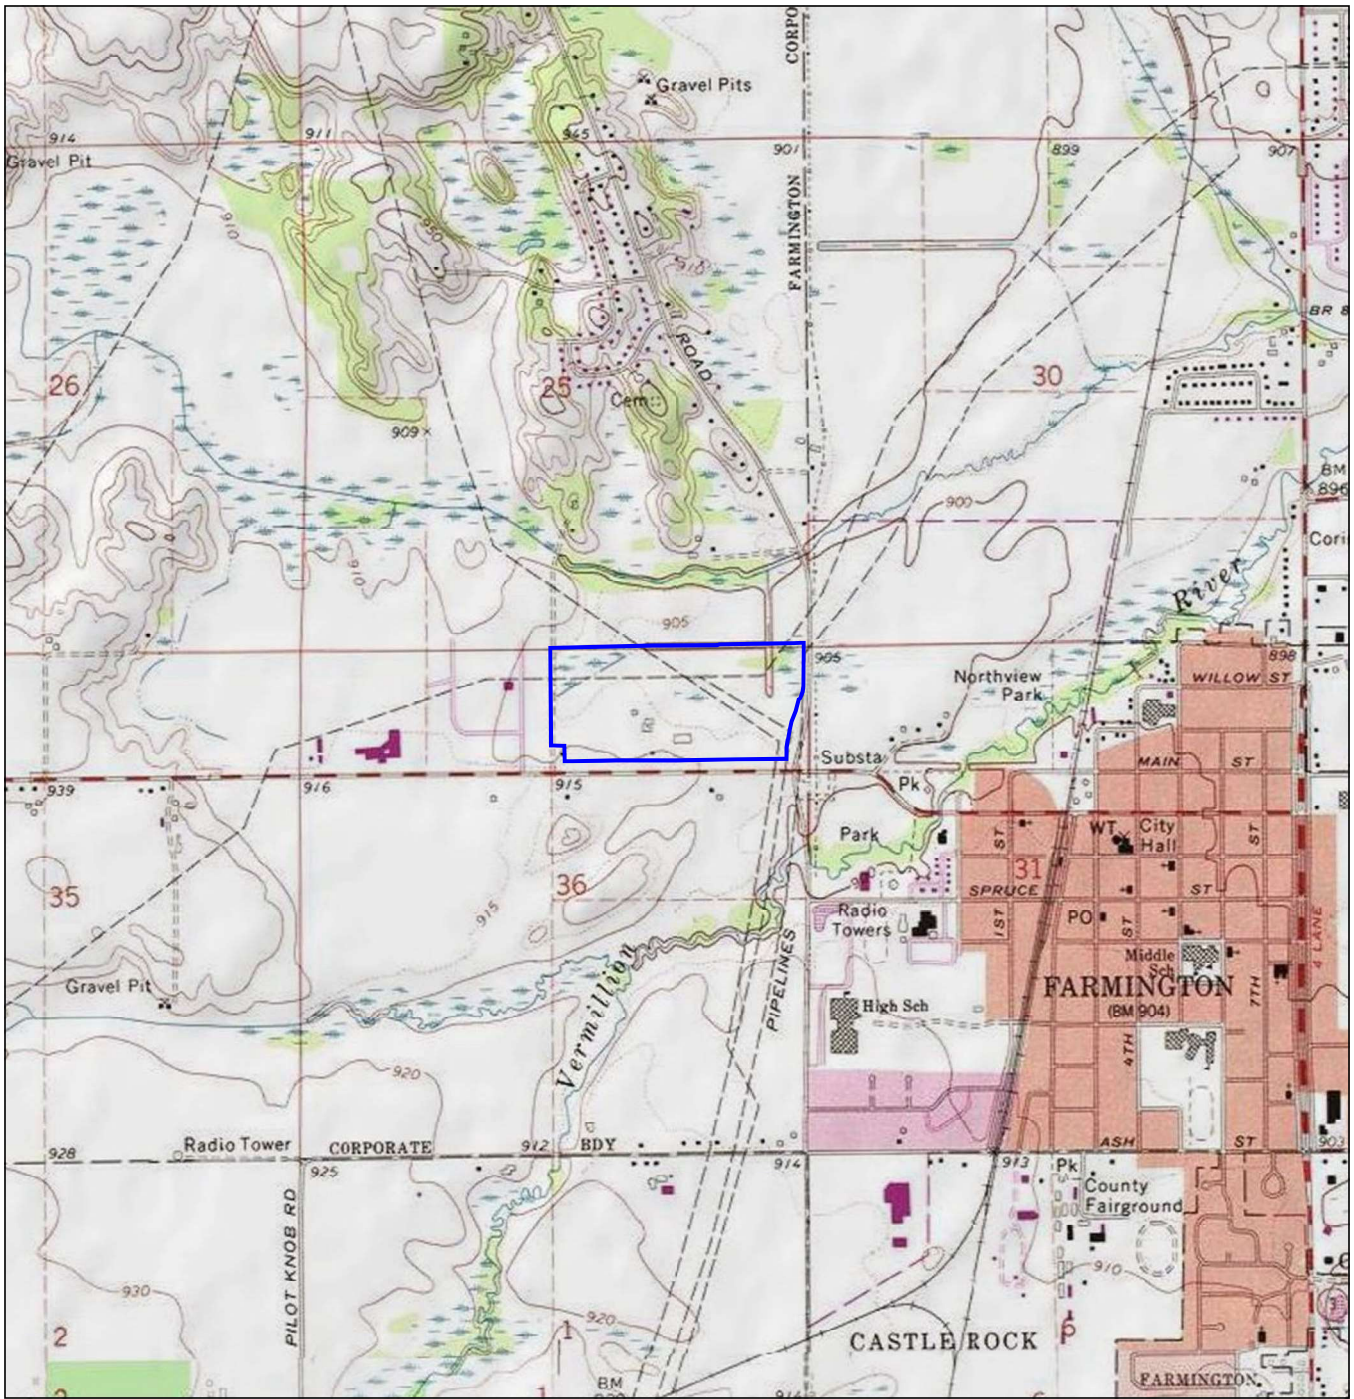 CORPO
Gravel Pits
914
911
945
901
899
907
Gravel Pit
FARMINGTON
910
910
BR 8
ROAD
26
25
30
Cem
909
BM
896
900
Cori
910
River
905
905
898
Northview
Park
WILLOW ST
Substa
MAIN ST
939
916
915
Pk
Park
WT
City
Hall
ST
ST
35
36
31
SPRUCE ST
915
Radio
Towers
1ST
PO
ST
4 LANE
Middle
Sch
Gravel Pit
PIPELINES
FARMINGTON
(BM 904)
7TH
High Sch
Vermillion
4TH
920
928
Radio Tower
CORPORATE
912
BDY
ASH ST
903
925
914
913
Pk
County
Fairground
PILOT KNOB RD
930
910
920
2
1
CASTLE ROCK
BM
FARMINGTON